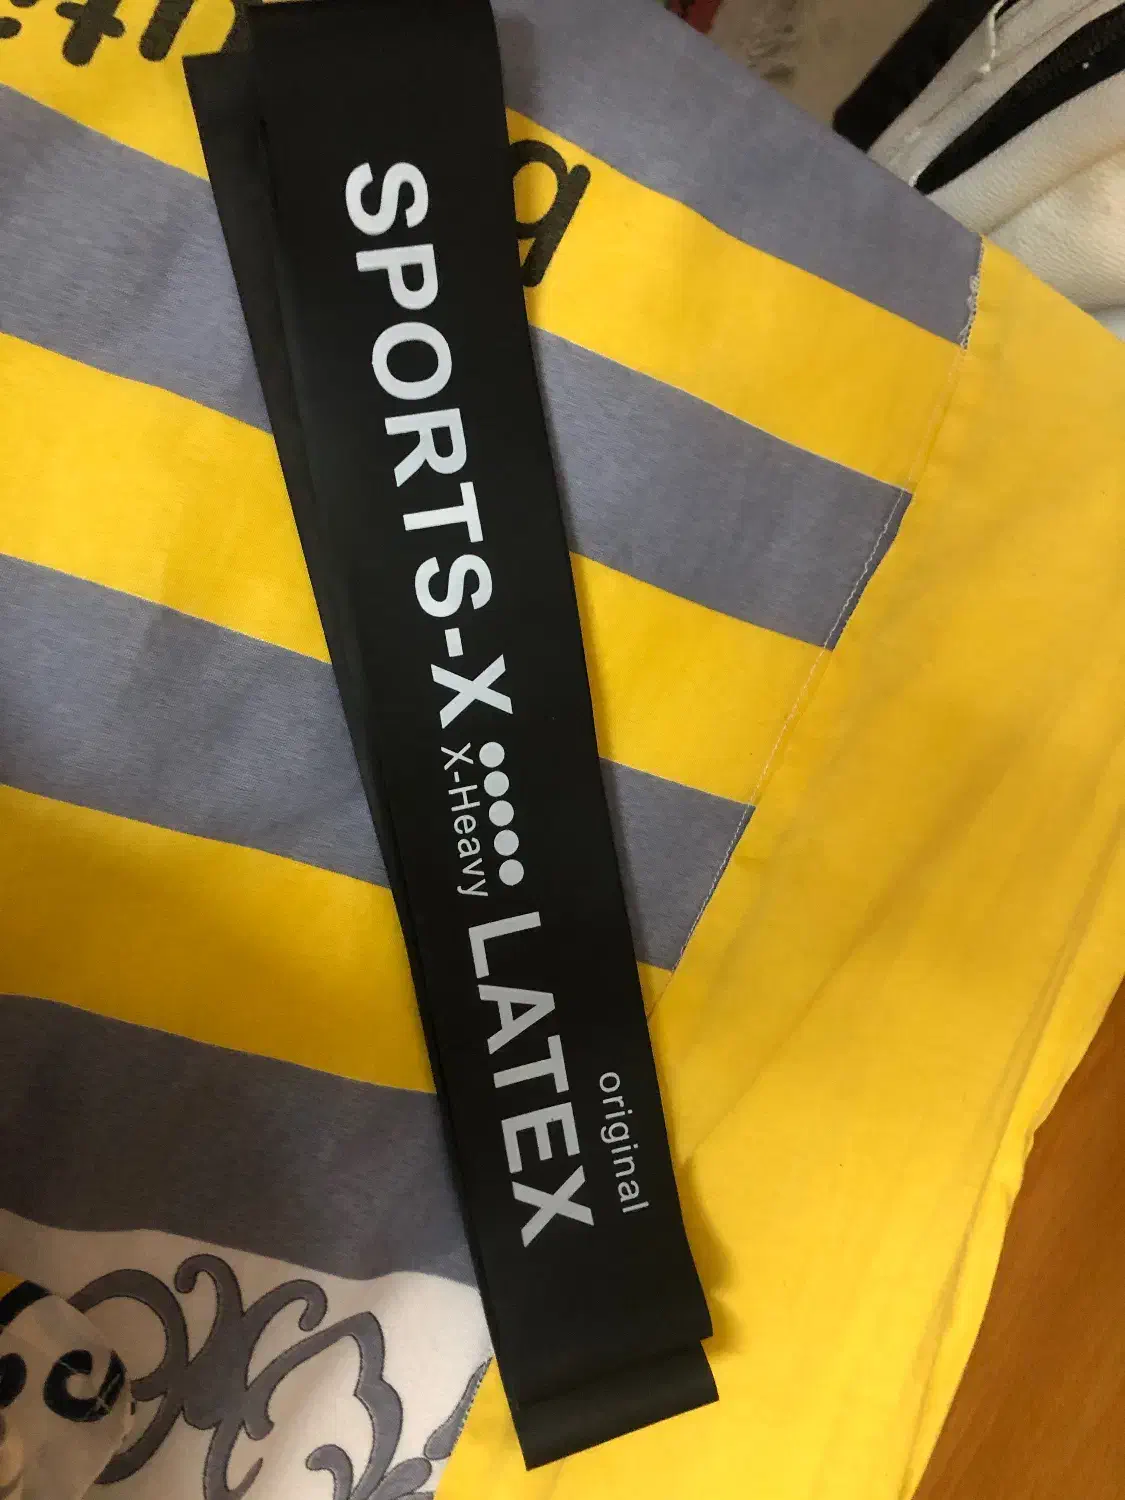 SPORTS-X
X-Heavy
LATEX
original